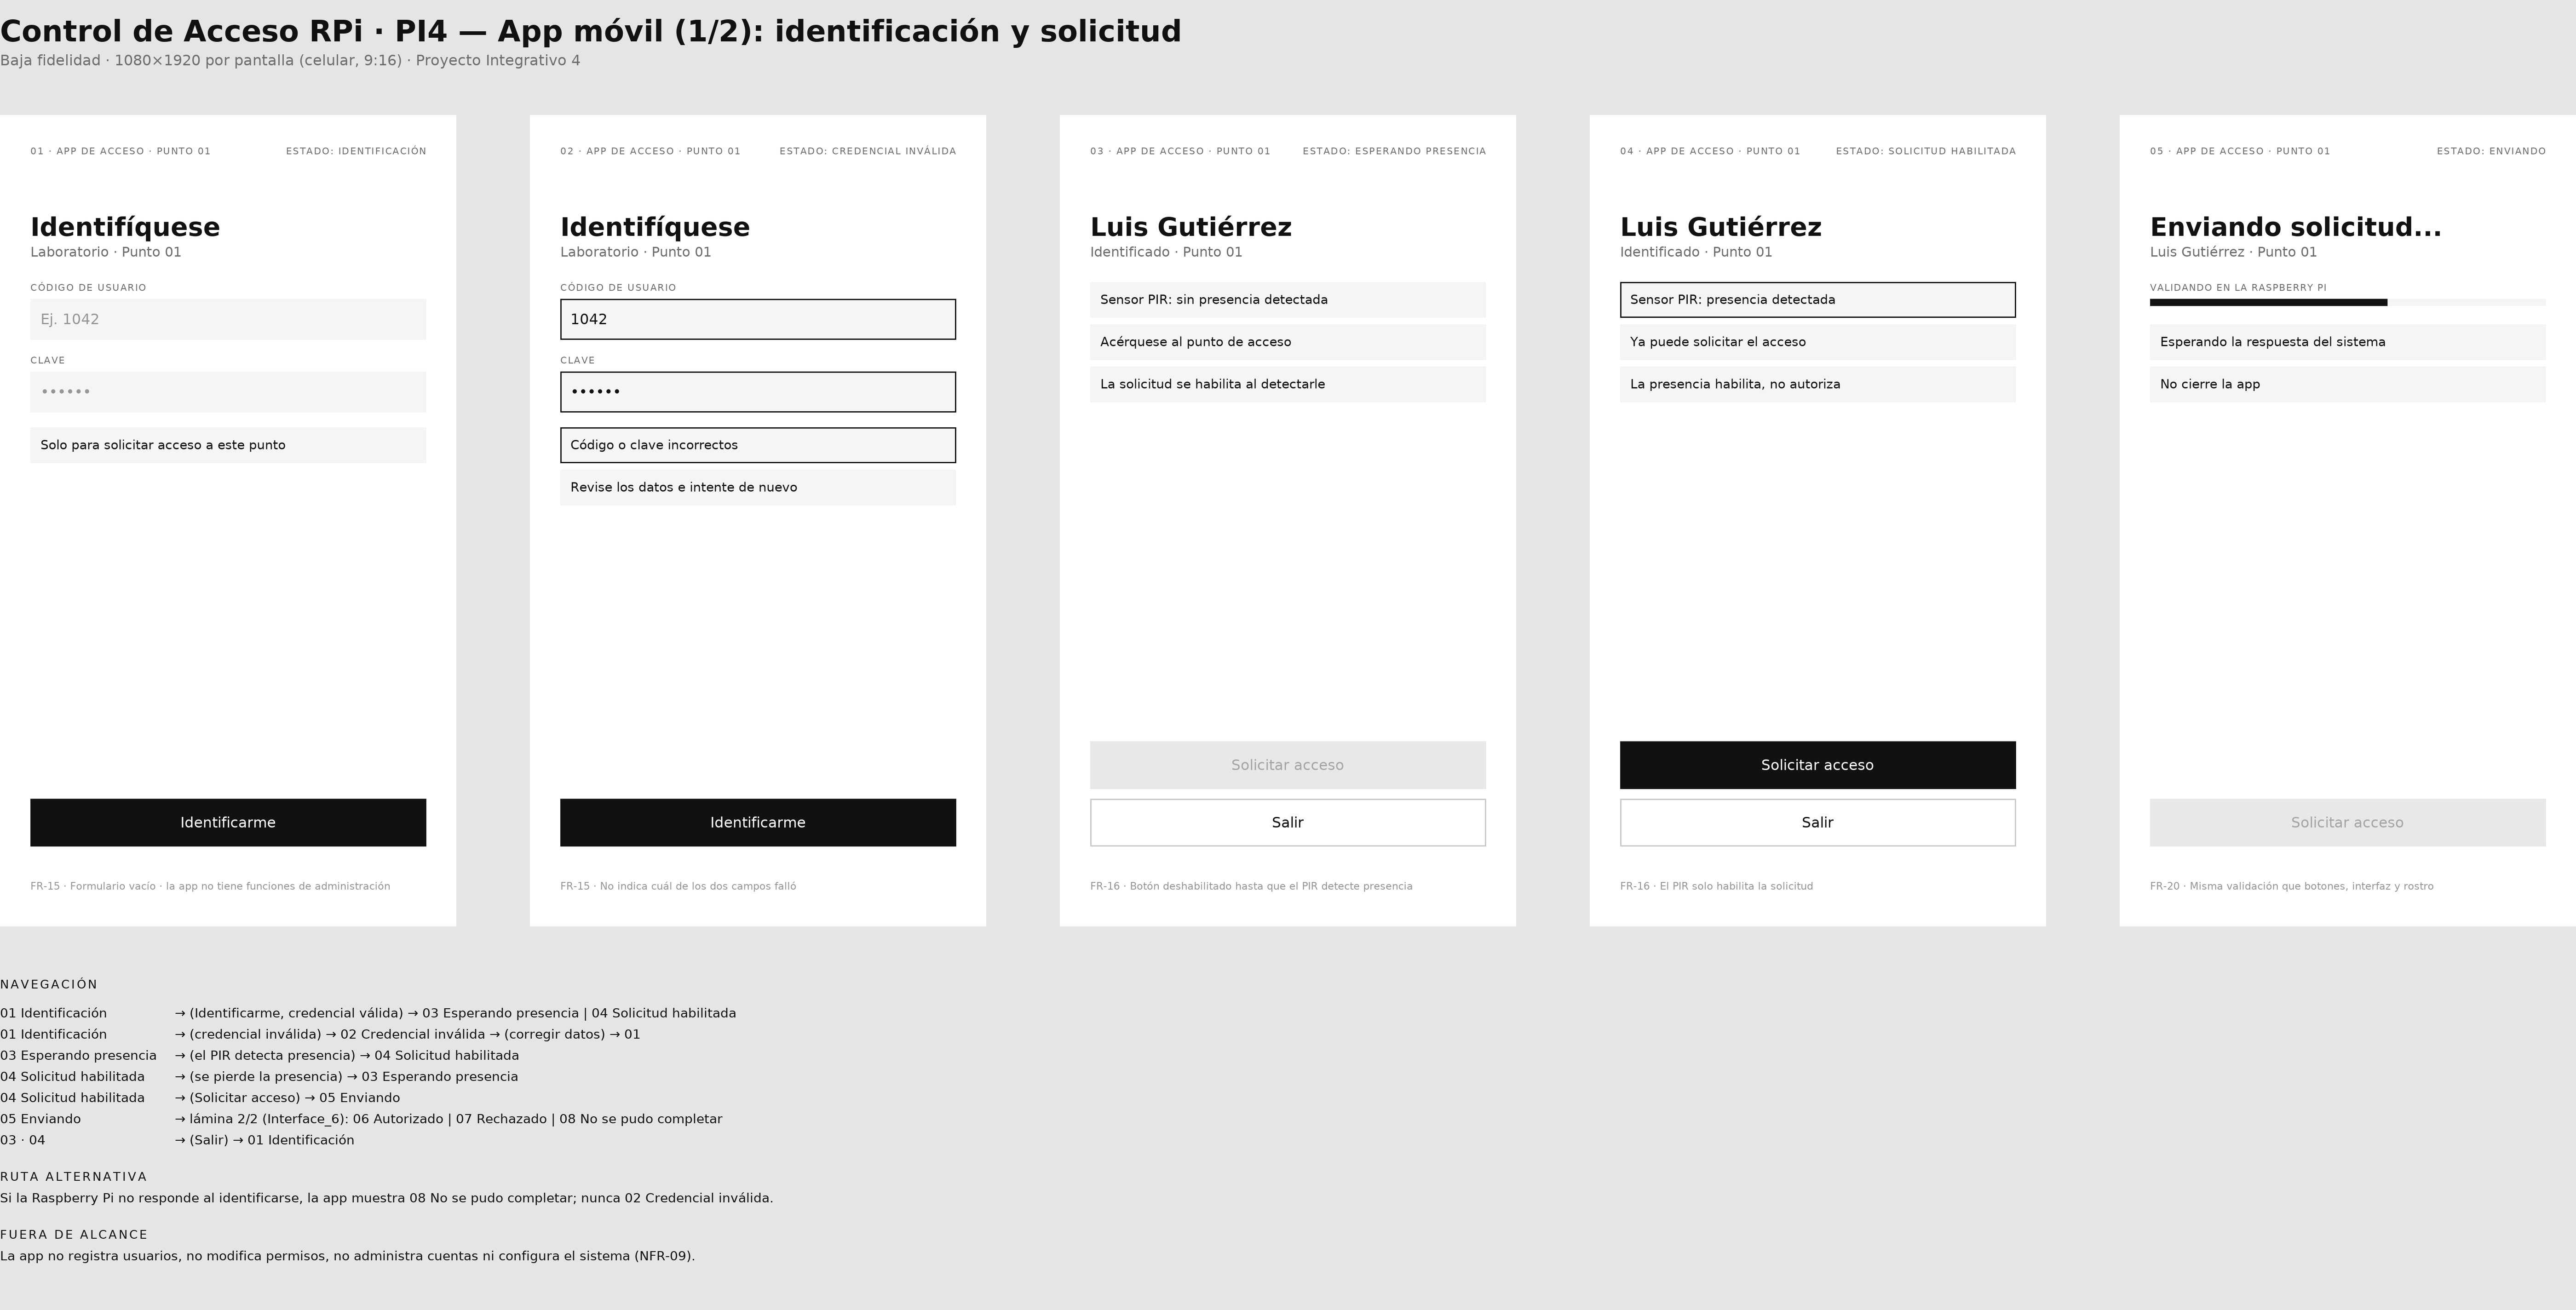 Control de Acceso RPi · PI4 — App móvil (1/2): identificación y solicitud
Baja fidelidad · 1080×1920 por pantalla (celular, 9:16) · Proyecto Integrativo 4
01 · APP DE ACCESO · PUNTO 01
ESTADO: IDENTIFICACIÓN
Identifíquese
Laboratorio · Punto 01
CÓDIGO DE USUARIO
Ej. 1042
CLAVE
••••••
Solo para solicitar acceso a este punto
Identificarme
FR-15 · Formulario vacío · la app no tiene funciones de administración
02 · APP DE ACCESO · PUNTO 01
ESTADO: CREDENCIAL INVÁLIDA
Identifíquese
Laboratorio · Punto 01
CÓDIGO DE USUARIO
1042
CLAVE
••••••
Código o clave incorrectos
Revise los datos e intente de nuevo
Identificarme
FR-15 · No indica cuál de los dos campos falló
03 · APP DE ACCESO · PUNTO 01
ESTADO: ESPERANDO PRESENCIA
Luis Gutiérrez
Identificado · Punto 01
Sensor PIR: sin presencia detectada
Acérquese al punto de acceso
La solicitud se habilita al detectarle
Solicitar acceso
Salir
FR-16 · Botón deshabilitado hasta que el PIR detecte presencia
04 · APP DE ACCESO · PUNTO 01
ESTADO: SOLICITUD HABILITADA
Luis Gutiérrez
Identificado · Punto 01
Sensor PIR: presencia detectada
Ya puede solicitar el acceso
La presencia habilita, no autoriza
Solicitar acceso
Salir
FR-16 · El PIR solo habilita la solicitud
05 · APP DE ACCESO · PUNTO 01
ESTADO: ENVIANDO
Enviando solicitud...
Luis Gutiérrez · Punto 01
VALIDANDO EN LA RASPBERRY PI
Esperando la respuesta del sistema
No cierre la app
Solicitar acceso
FR-20 · Misma validación que botones, interfaz y rostro
NAVEGACIÓN
01 Identificación → (Identificarme, credencial válida) → 03 Esperando presencia | 04 Solicitud habilitada
01 Identificación → (credencial inválida) → 02 Credencial inválida → (corregir datos) → 01
03 Esperando presencia → (el PIR detecta presencia) → 04 Solicitud habilitada
04 Solicitud habilitada → (se pierde la presencia) → 03 Esperando presencia
04 Solicitud habilitada → (Solicitar acceso) → 05 Enviando
05 Enviando → lámina 2/2 (Interface_6): 06 Autorizado | 07 Rechazado | 08 No se pudo completar
03 · 04 → (Salir) → 01 Identificación
RUTA ALTERNATIVA
Si la Raspberry Pi no responde al identificarse, la app muestra 08 No se pudo completar; nunca 02 Credencial inválida.
FUERA DE ALCANCE
La app no registra usuarios, no modifica permisos, no administra cuentas ni configura el sistema (NFR-09).